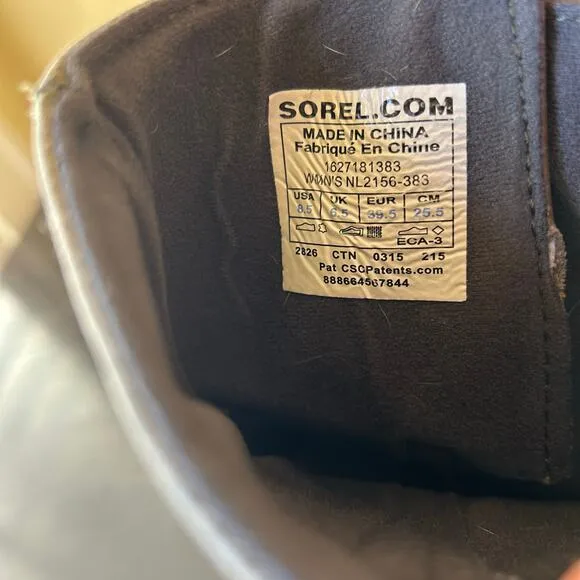 SOREL.COM
MADE IN CHINA
Fabriqué En Chine
1627181383
WMN'S NL2156-383
USA UK EUR CM
8.5 6.5 39.5 25.5
ECA-3
2826 CTN 0315 215
Pat CSCPatents.com
888664567844